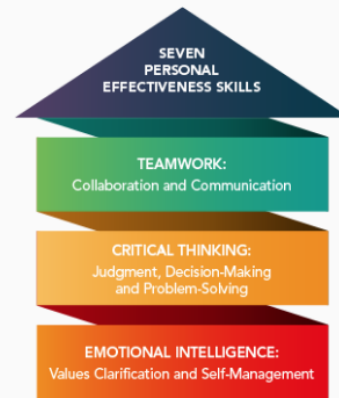 SEVEN
PERSONAL
EFFECTIVENESS SKILLS
TEAMWORK:
Collaboration and Communication
CRITICAL THINKING:
Judgment, Decision-Making
and Problem-Solving
EMOTIONAL INTELLIGENCE:
Values Clarification and Self-Management